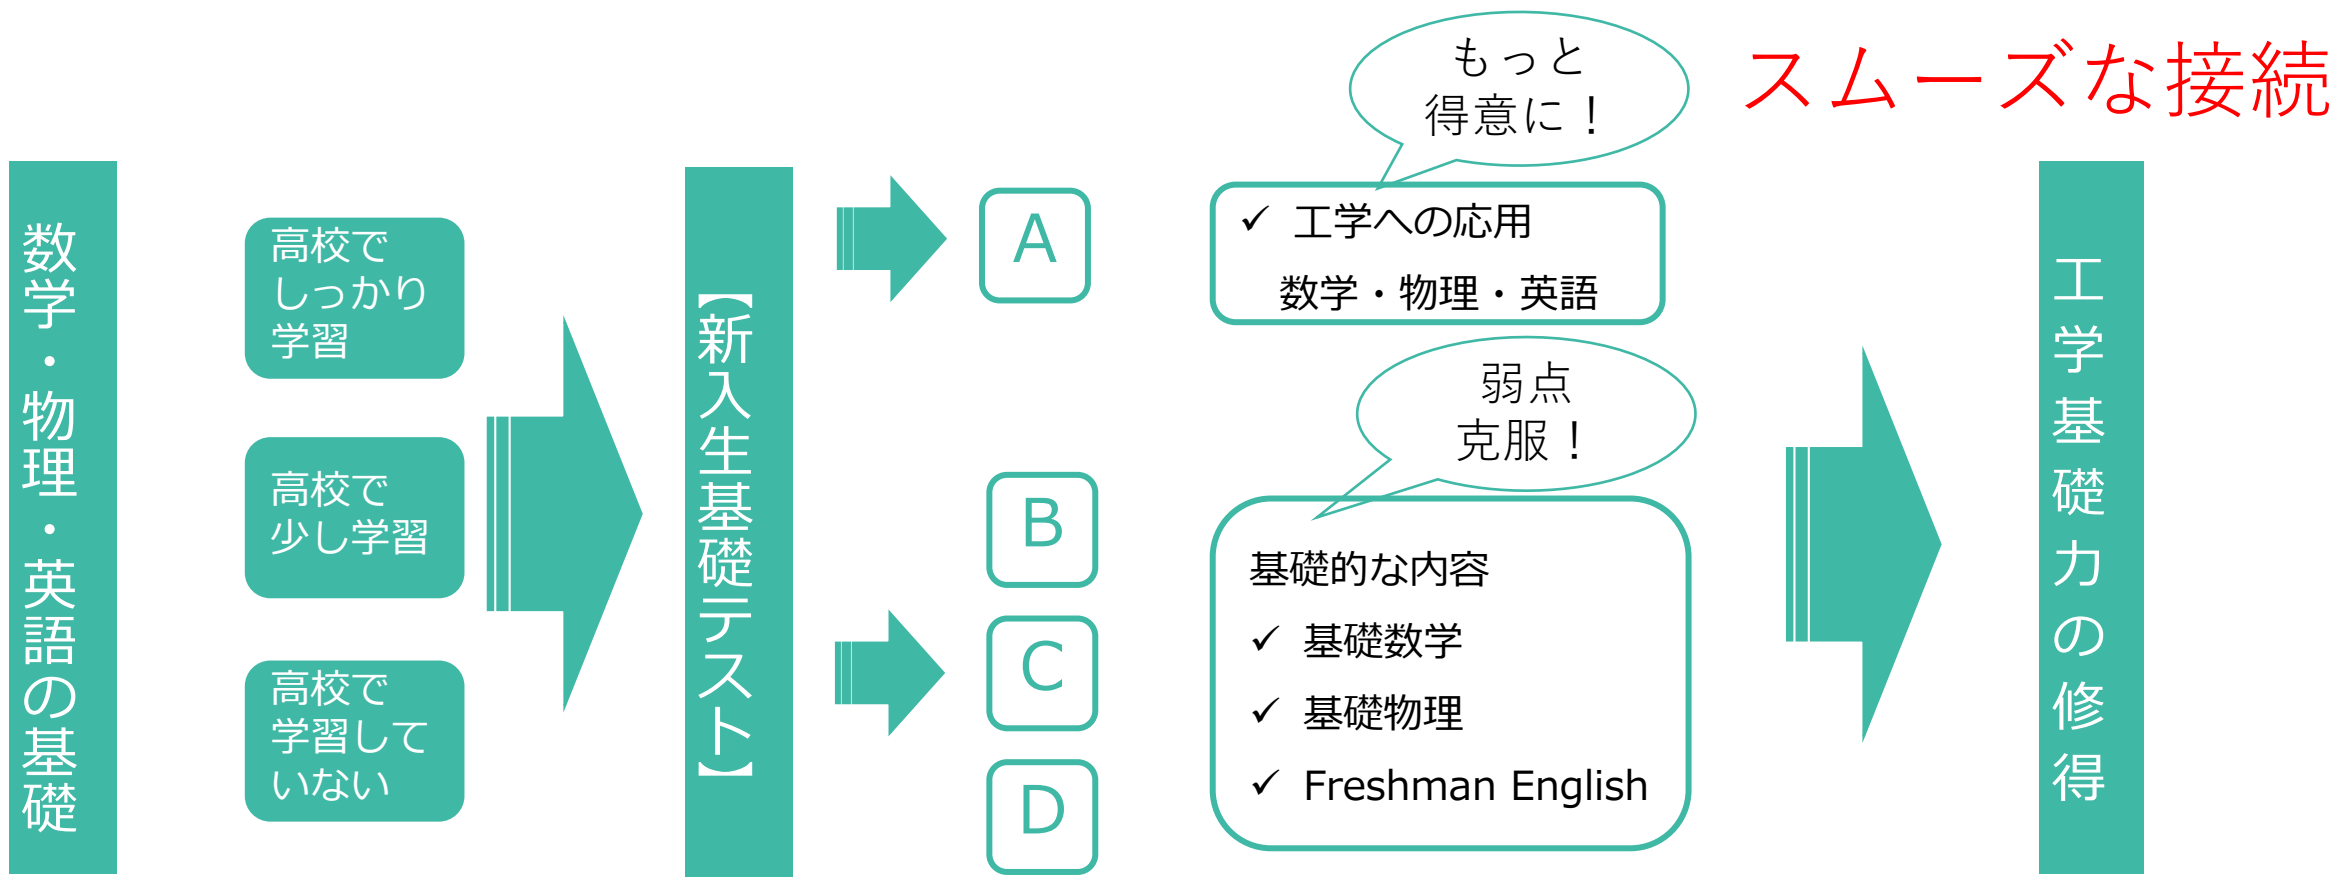 数学・物理・英語の基礎
高校で
しっかり
学習
高校で
少し学習
高校で
学習して
いない
【新入生基礎テスト】
A
B
C
D
もっと
得意に！
✓ 工学への応用
数学・物理・英語
弱点
克服！
基礎的な内容
✓ 基礎数学
✓ 基礎物理
✓ Freshman English
スムーズな接続
工学基礎力の修得